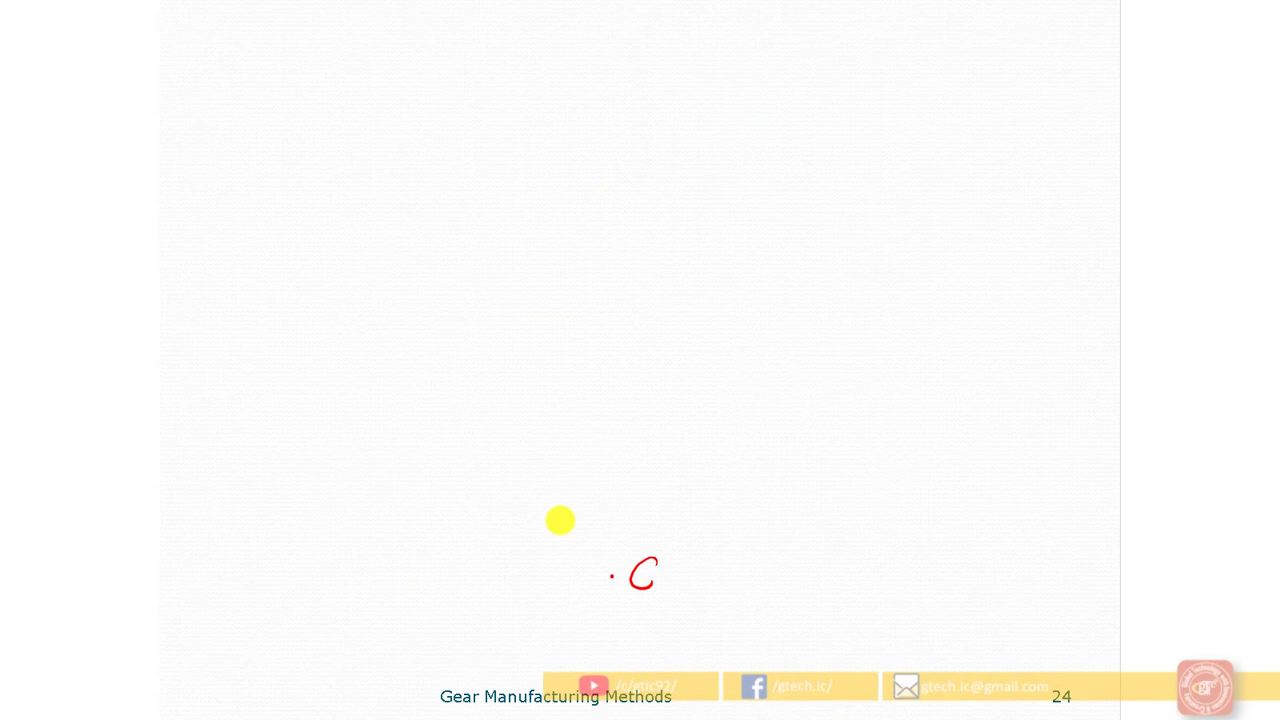 . C
/c/gtic92/
/gtech.ic/
gtech.ic@gmail.com
Gear Manufacturing Methods
24